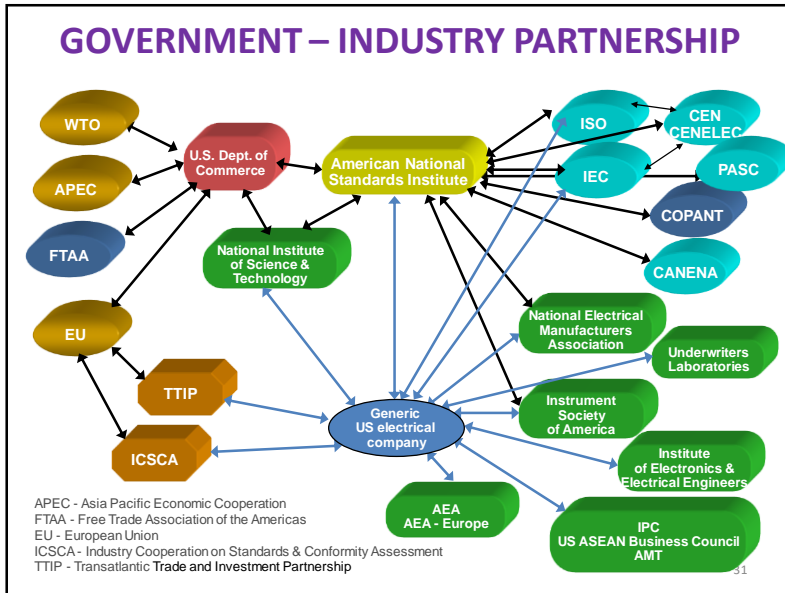 GOVERNMENT – INDUSTRY PARTNERSHIP
WTO
APEC
FTAA
EU
U.S. Dept. of
Commerce
American National
Standards Institute
ISO
IEC
CEN
CENELEC
PASC
COPANT
CANENA
National Institute
of Science &
Technology
National Electrical
Manufacturers
Association
Underwriters
Laboratories
TTIP
ICSCA
Generic
US electrical
company
Instrument
Society
of America
Institute
of Electronics &
Electrical Engineers
AEA
AEA - Europe
IPC
US ASEAN Business Council
AMT
APEC - Asia Pacific Economic Cooperation
FTAA - Free Trade Association of the Americas
EU - European Union
ICSCA - Industry Cooperation on Standards & Conformity Assessment
TTIP - Transatlantic Trade and Investment Partnership
31